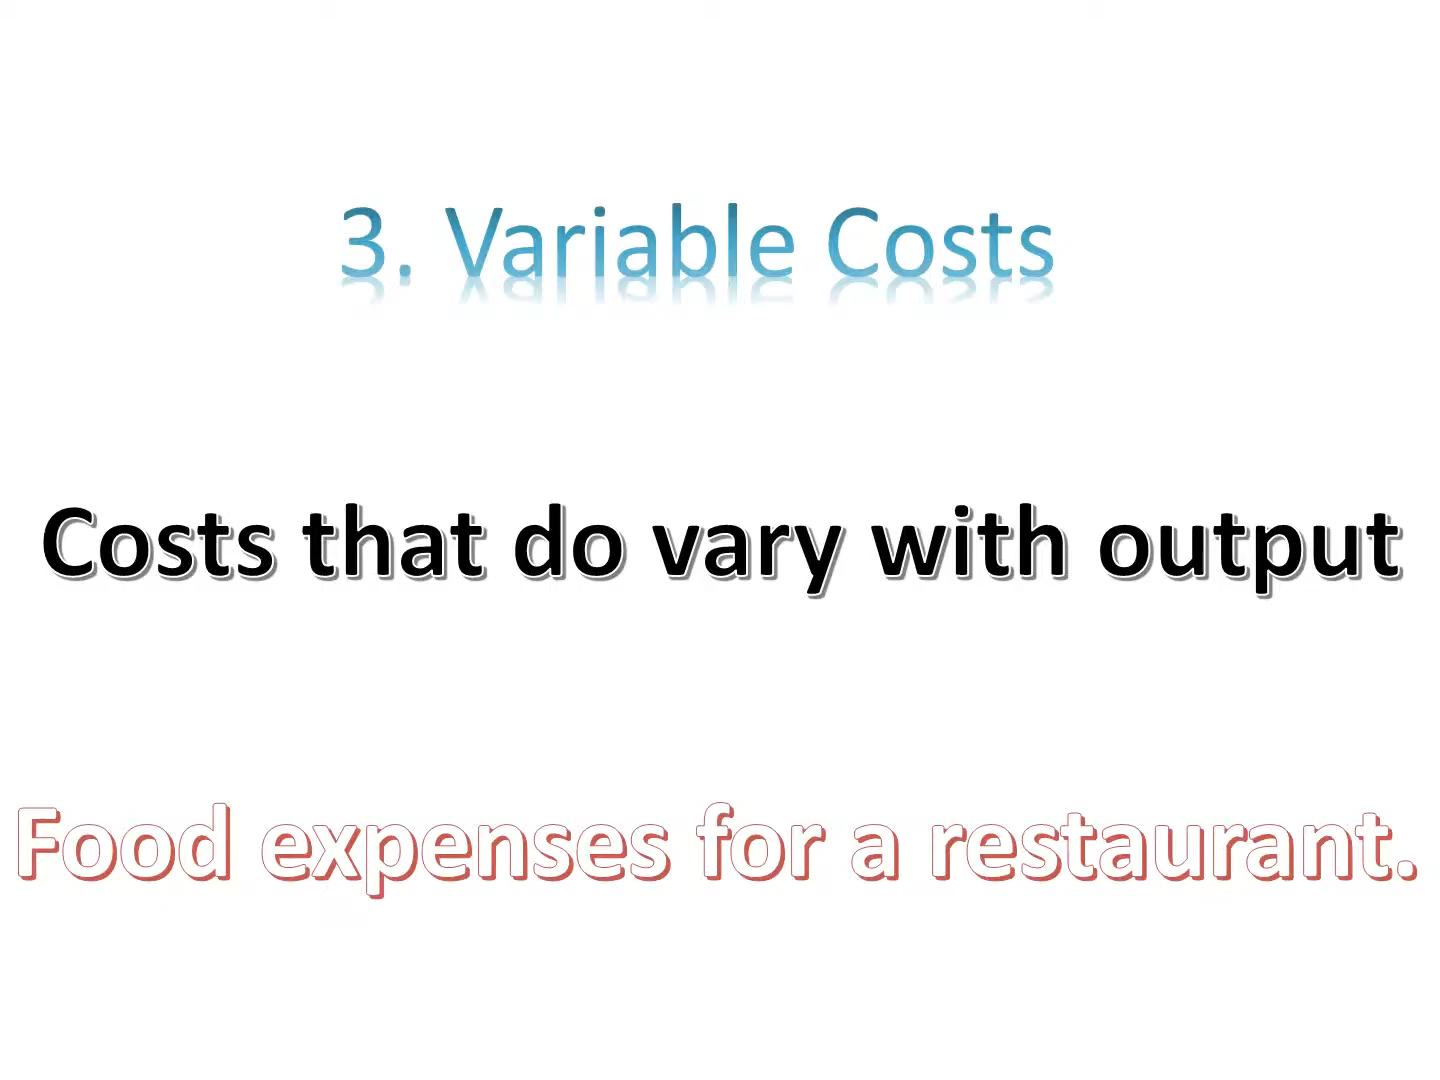 3. Variable Costs
Costs that do vary with output
Food expenses for a restaurant.